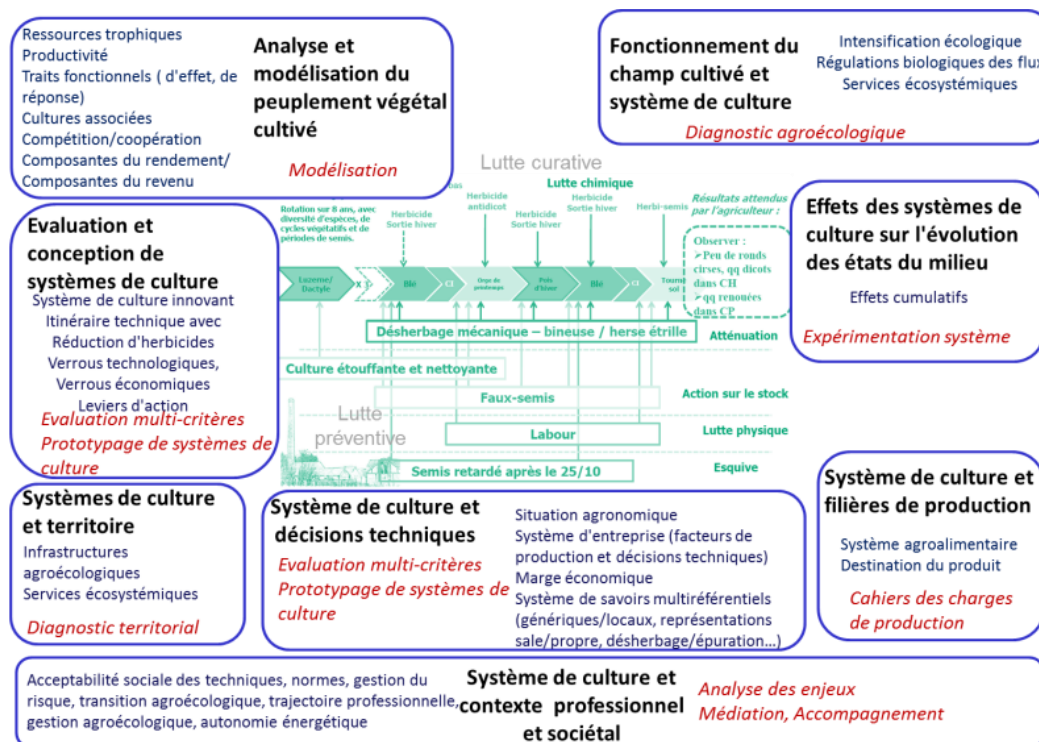 Ressources trophiques
Productivité
Traits fonctionnels ( d'effet, de
réponse)
Cultures associées
Compétition/coopération
Composantes du rendement/
Composantes du revenu
Analyse et
modélisation du
peuplement végétal
cultivé
Modélisation
Fonctionnement du
champ cultivé et
système de culture
Intensification écologique
Régulations biologiques des flux
Services écosystémiques
Diagnostic agroécologique
Lutte curative
Lutte chimique
Rotation sur 8 ans, avec
diversité d'espèces, de
cycles végétatifs et de
périodes de semis.
Herbicide
Sortie hiver
Herbicide
antidicot
Herbicide
Sortie hiver
Herbicide
Sortie hiver
Herbi-semis
Résultats attendus
par l'agriculteur :
Observer :
➢Peu de ronds
cirses, qq dicots
dans CH
➢qq renouées
dans CP
Luzerne/
Dactyle
x 3
Blé
CI
Orge de
printemps
Pois
d'hiver
Blé
CI
Tourne
sol
Désherbage mécanique – bineuse / herse étrille
Atténuation
Culture étouffante et nettoyante
Faux-semis
Action sur le stock
Lutte
préventive
Labour
Lutte physique
Semis retardé après le 25/10
Esquive
Evaluation et
conception de
systèmes de culture
Système de culture innovant
Itinéraire technique avec
Réduction d'herbicides
Verrous technologiques,
Verrous économiques
Leviers d'action
Evaluation multi-critères
Prototypage de systèmes de
culture
Effets des systèmes de
culture sur l'évolution
des états du milieu
Effets cumulatifs
Expérimentation système
Systèmes de culture
et territoire
Infrastructures
agroécologiques
Services écosystémiques
Diagnostic territorial
Système de culture et
décisions techniques
Evaluation multi-critères
Prototypage de systèmes de
culture
Situation agronomique
Système d'entreprise (facteurs de
production et décisions techniques)
Marge économique
Système de savoirs multiréférentiels
(génériques/locaux, représentations
sale/propre, désherbage/épuration...)
Système de culture et
filières de production
Système agroalimentaire
Destination du produit
Cahiers des charges
de production
Acceptabilité sociale des techniques, normes, gestion du
risque, transition agroécologique, trajectoire professionnelle,
gestion agroécologique, autonomie énergétique
Système de culture et
contexte professionnel
et sociétal
Analyse des enjeux
Médiation, Accompagnement